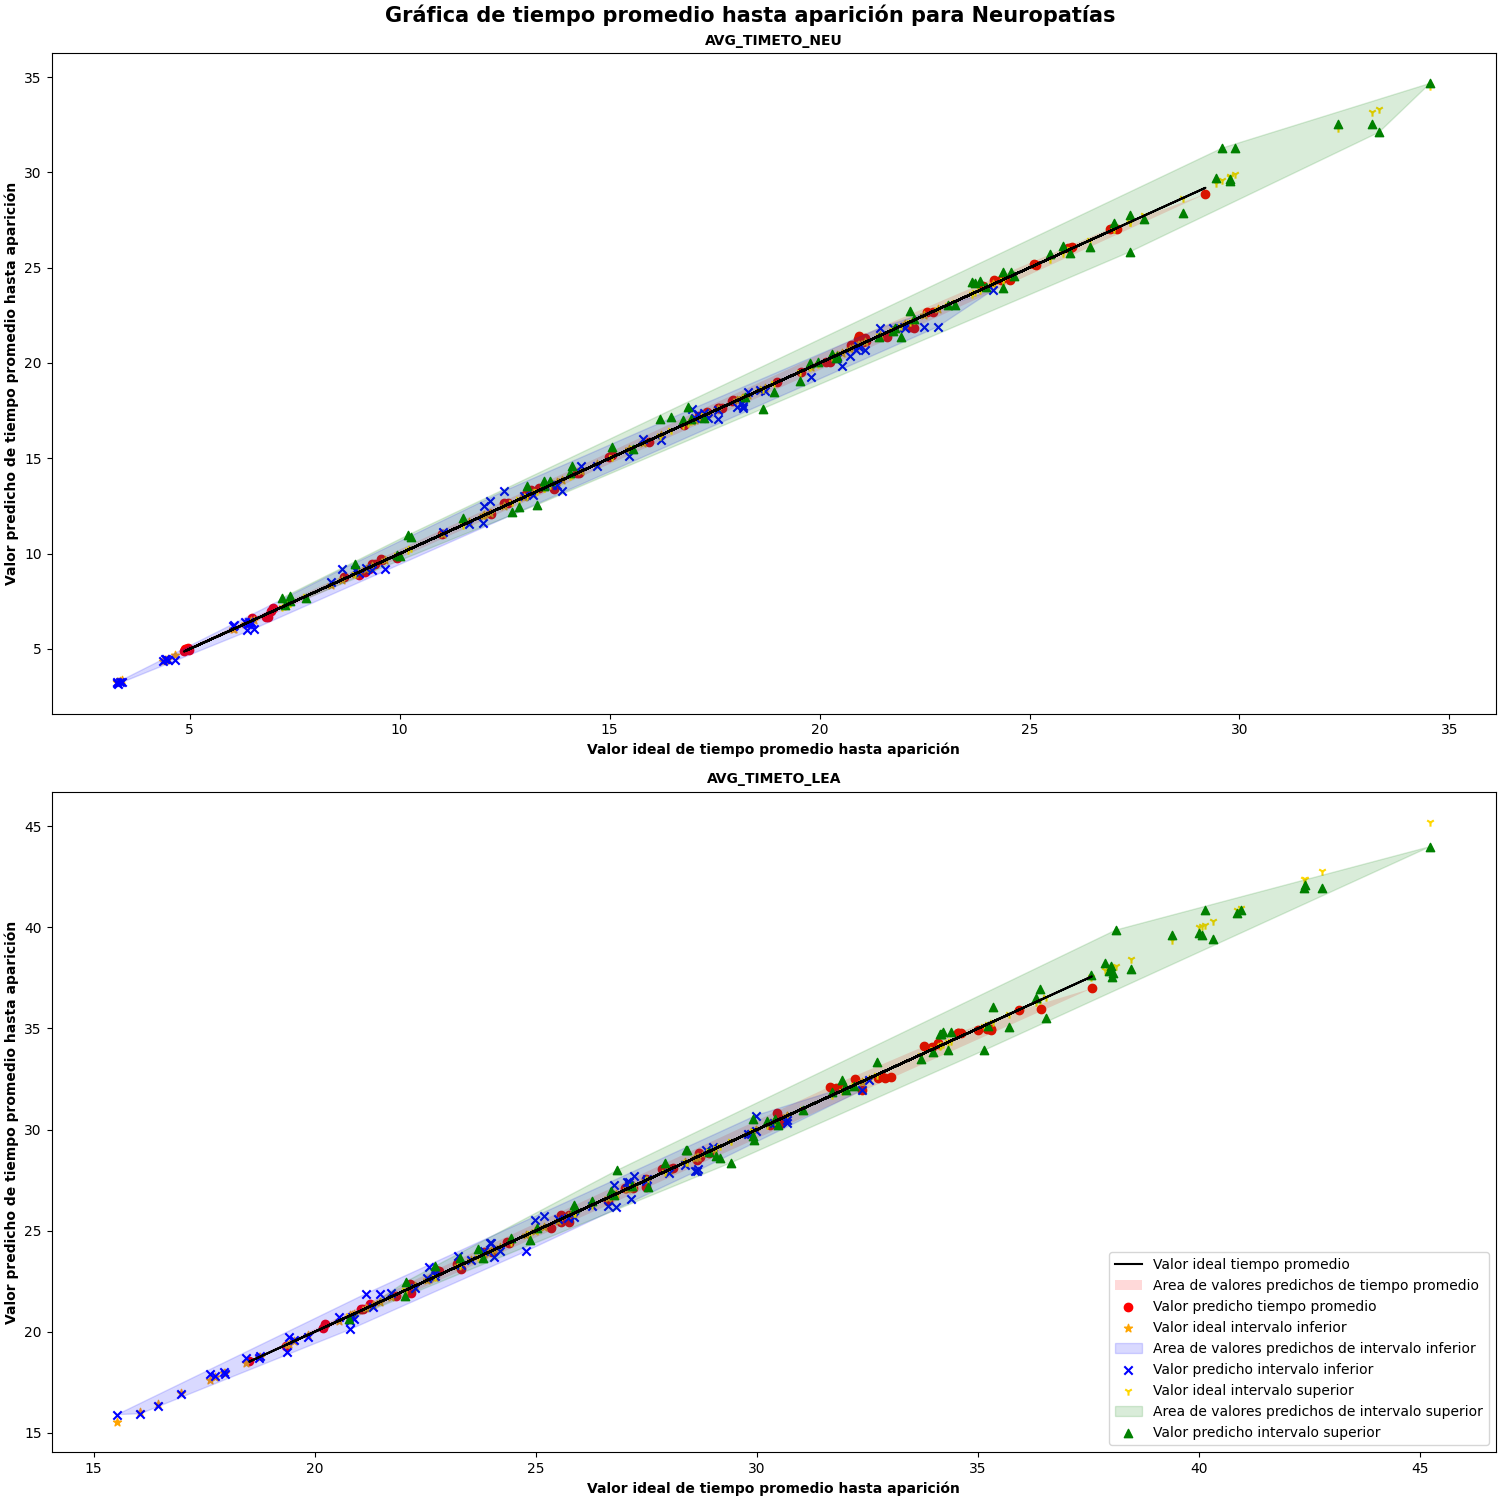 Gráfica de tiempo promedio hasta aparición para Neuropatías
AVG_TIMETO_NEU
Valor predicho de tiempo promedio hasta aparición
35
30
25
20
15
10
5
5 10 15 20 25 30 35
Valor ideal de tiempo promedio hasta aparición
AVG_TIMETO_LEA
Valor predicho de tiempo promedio hasta aparición
45
40
35
30
25
20
15
Valor ideal tiempo promedio
Area de valores predichos de tiempo promedio
Valor predicho tiempo promedio
Valor ideal intervalo inferior
Area de valores predichos de intervalo inferior
Valor predicho intervalo inferior
Valor ideal intervalo superior
Area de valores predichos de intervalo superior
Valor predicho intervalo superior
15 20 25 30 35 40 45
Valor ideal de tiempo promedio hasta aparición